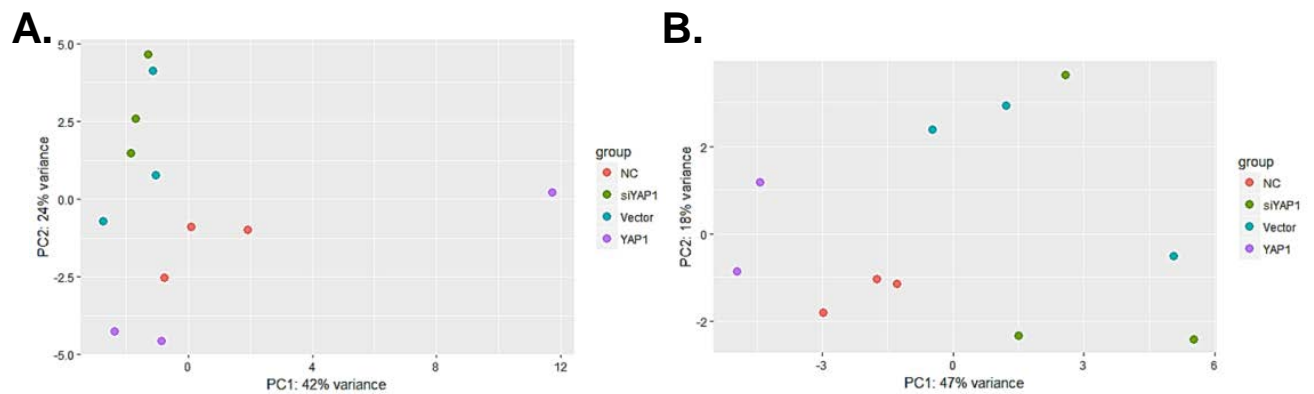 A.
5.0
2.5
0.0
-2.5
-5.0
PC2: 24% variance
0
4
8
12
PC1: 42% variance
group
NC
siYAP1
Vector
YAP1
B.
2
0
-2
PC2: 18% variance
-3
0
3
6
PC1: 47% variance
group
NC
siYAP1
Vector
YAP1